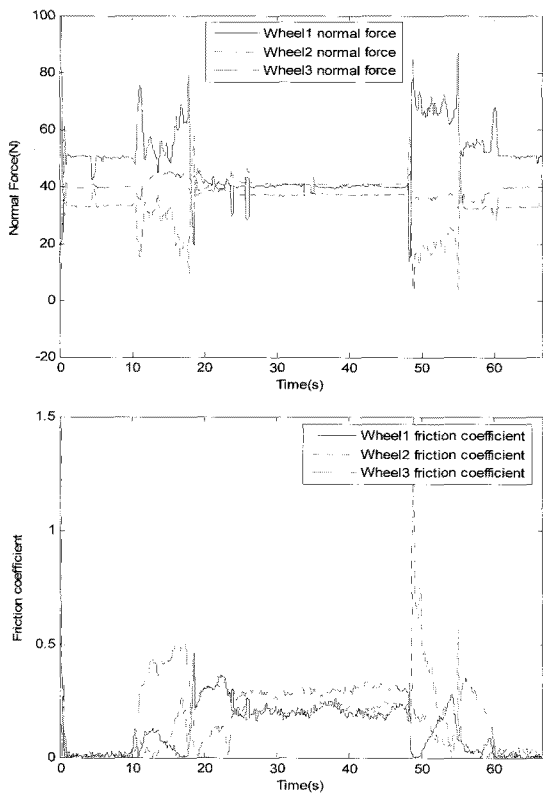 Wheel1 normal force
Wheel2 normal force
Wheel3 normal force
100
80
60
40
20
0
-20
Normal Force(N)
0 10 20 30 40 50 60
Time(s)
Wheel1 friction coefficient
Wheel2 friction coefficient
Wheel3 friction coefficient
1.5
1
0.5
0
Friction coefficient
0 10 20 30 40 50 60
Time(s)